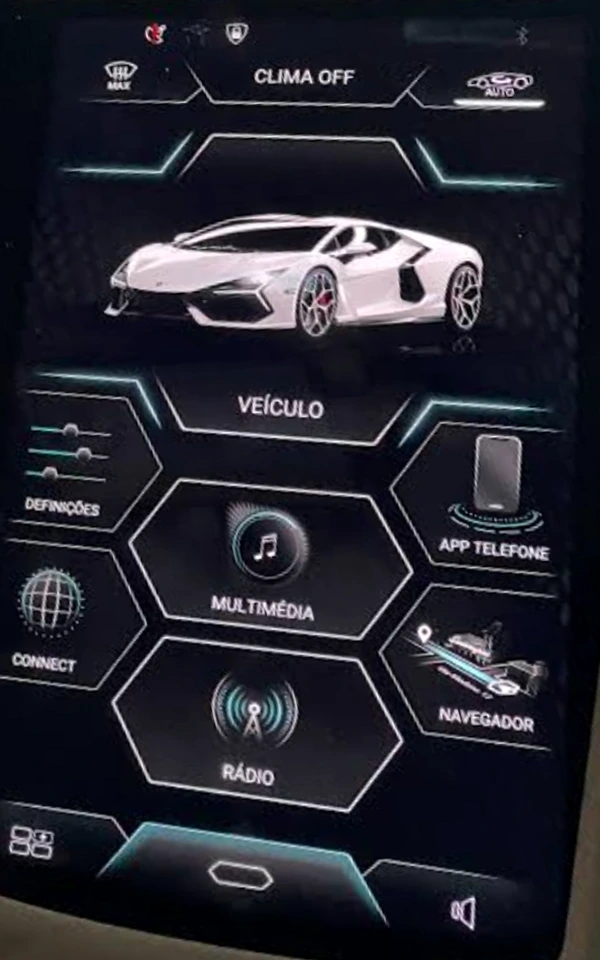 CLIMA OFF
MAX
AUTO
VEÍCULO
DEFINIÇÕES
APP TELEFONE
MULTIMÉDIA
CONNECT
NAVEGADOR
RÁDIO